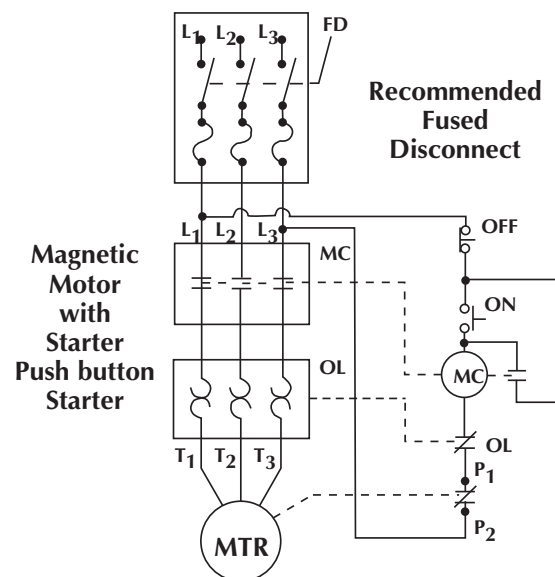 L1 L2 L3
FD
Recommended
Fused
Disconnect
L1 L2 L3
OFF
MC
Magnetic
Motor
with
Starter
Push button
Starter
ON
MC
OL
OL
T1 T2 T3
P1
P2
MTR